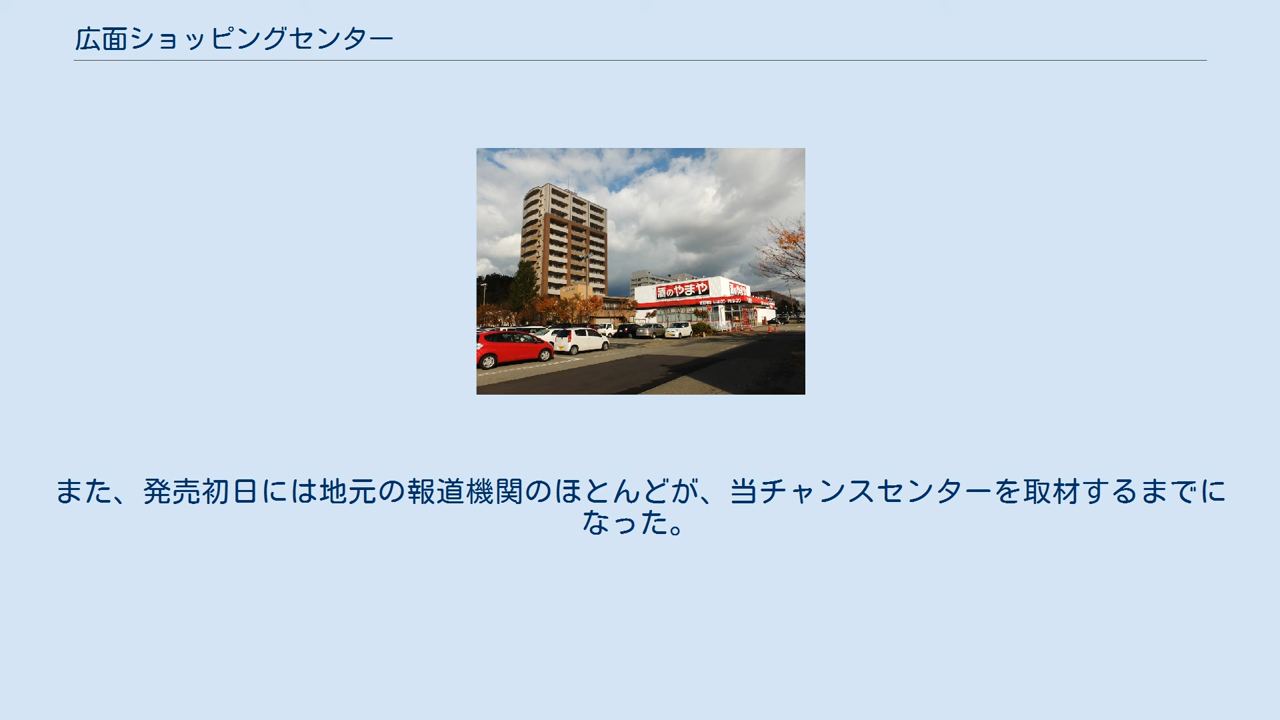 広面ショッピングセンター
酒のやまや
また、発売初日には地元の報道機関のほとんどが、当チャンスセンターを取材するまでに
なった。